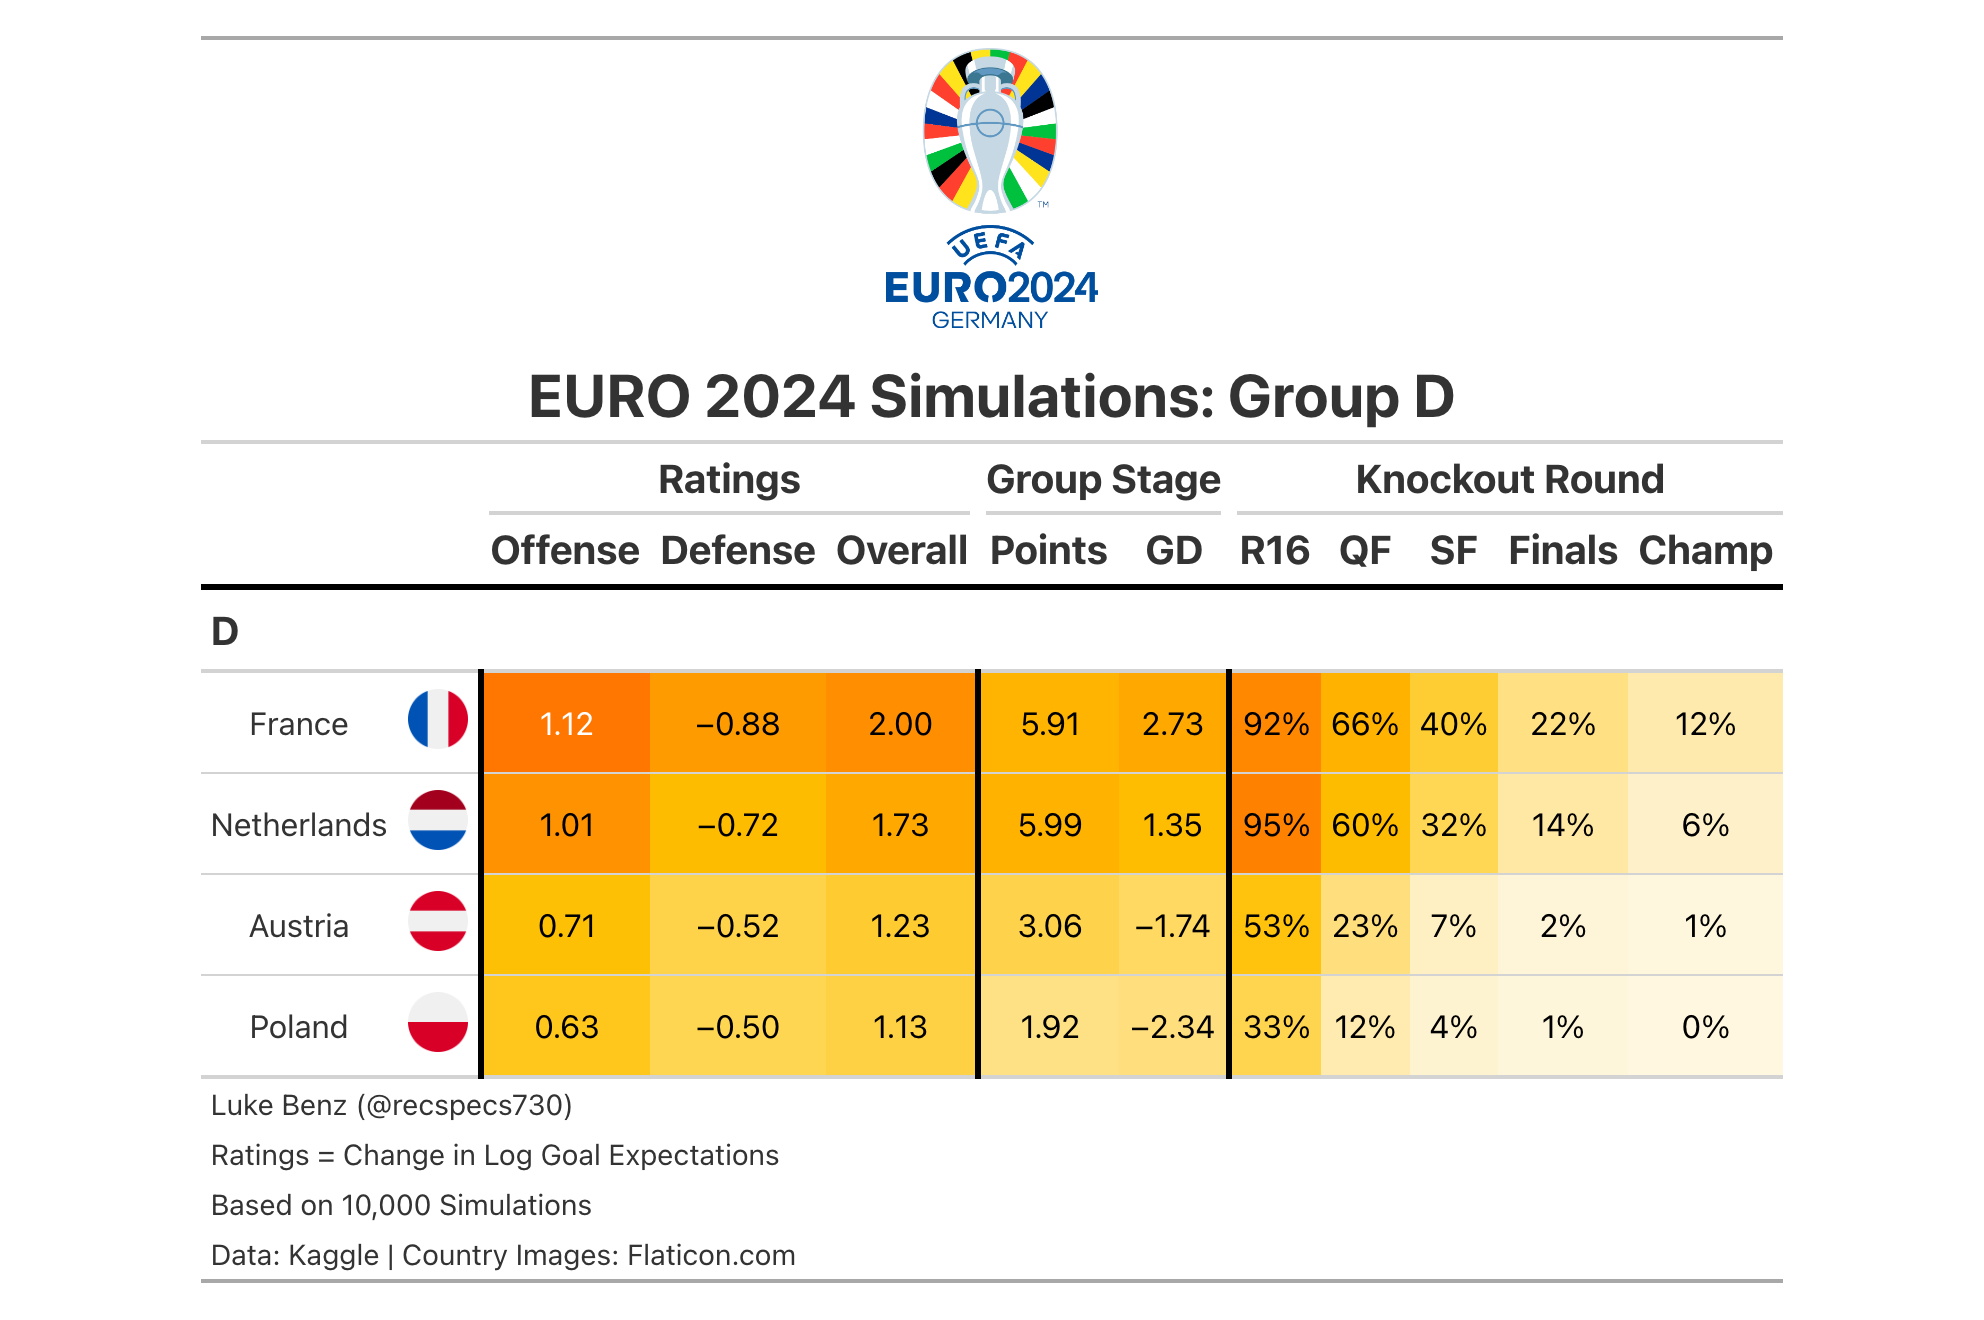 TM
UEFA
EURO2024
GERMANY
EURO 2024 Simulations: Group D
Ratings Group Stage Knockout Round
Offense Defense Overall Points GD R16 QF SF Finals Champ
D
France 1.12 −0.88 2.00 5.91 2.73 92% 66% 40% 22% 12%
Netherlands 1.01 −0.72 1.73 5.99 1.35 95% 60% 32% 14% 6%
Austria 0.71 −0.52 1.23 3.06 −1.74 53% 23% 7% 2% 1%
Poland 0.63 −0.50 1.13 1.92 −2.34 33% 12% 4% 1% 0%
Luke Benz (@recspecs730)
Ratings = Change in Log Goal Expectations
Based on 10,000 Simulations
Data: Kaggle | Country Images: Flaticon.com